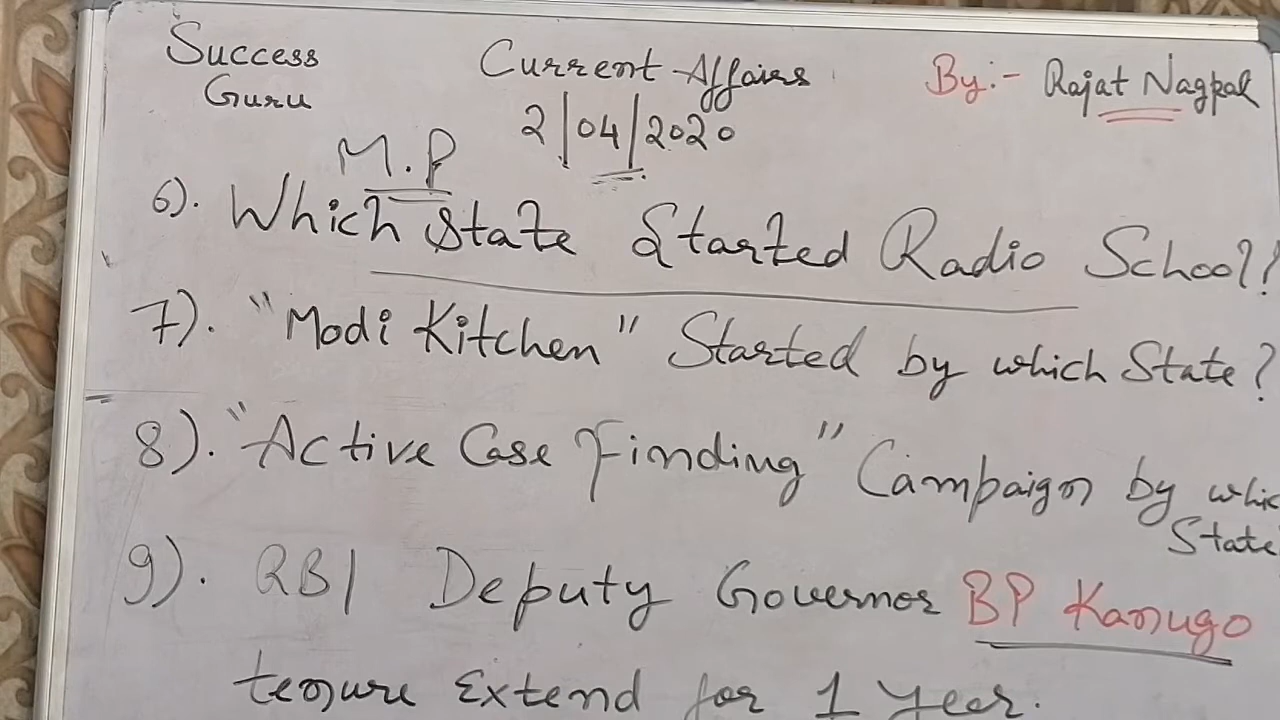 Success Current Affairs By:- Rajat Nagpal
Guru 2/04/2020
M.P
6). Which State Started Radio School?
7). "Modi Kitchen" Started by which State?
8). "Active Case Finding" Campaign by whic
State
9). RBI Deputy Governor BP Kanugo
tenure Extend for 1 Year.